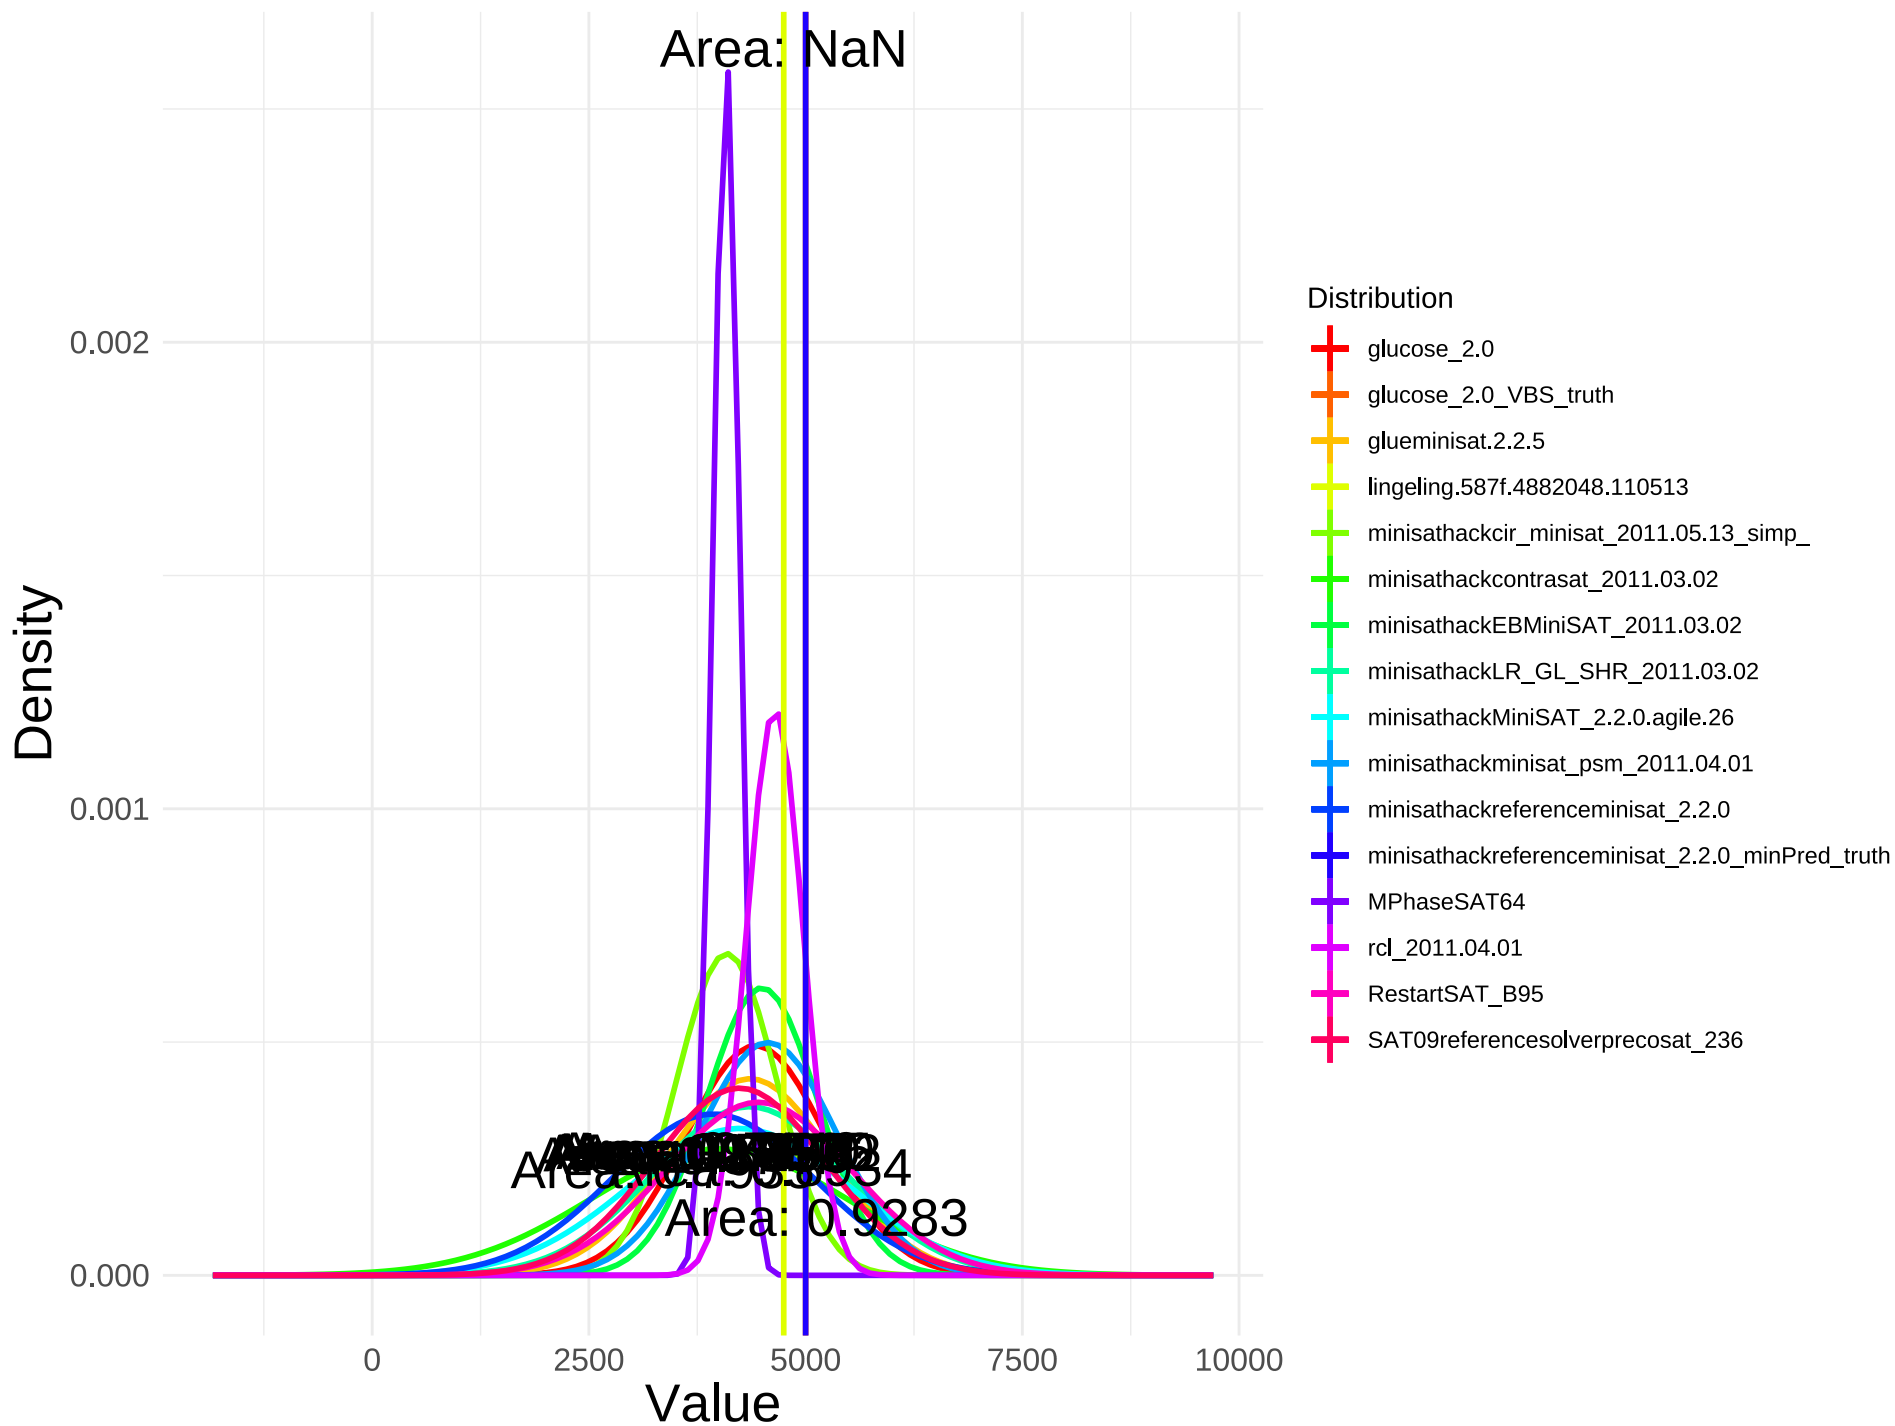 Area: NaN
0.002
0.001
0.000
Density
Area: 0.9283
0
2500
5000
7500
10000
Value
Distribution
glucose_2.0
glucose_2.0_VBS_truth
glueminisat.2.2.5
lingeling.587f.4882048.110513
minisathackcir_minisat_2011.05.13_simp_
minisathackcontrasat_2011.03.02
minisathackEBMiniSAT_2011.03.02
minisathackLR_GL_SHR_2011.03.02
minisathackMiniSAT_2.2.0.agile.26
minisathackminisat_psm_2011.04.01
minisathackreferenceminisat_2.2.0
minisathackreferenceminisat_2.2.0_minPred_truth
MPhaseSAT64
rcl_2011.04.01
RestartSAT_B95
SAT09referencesolverprecosat_236